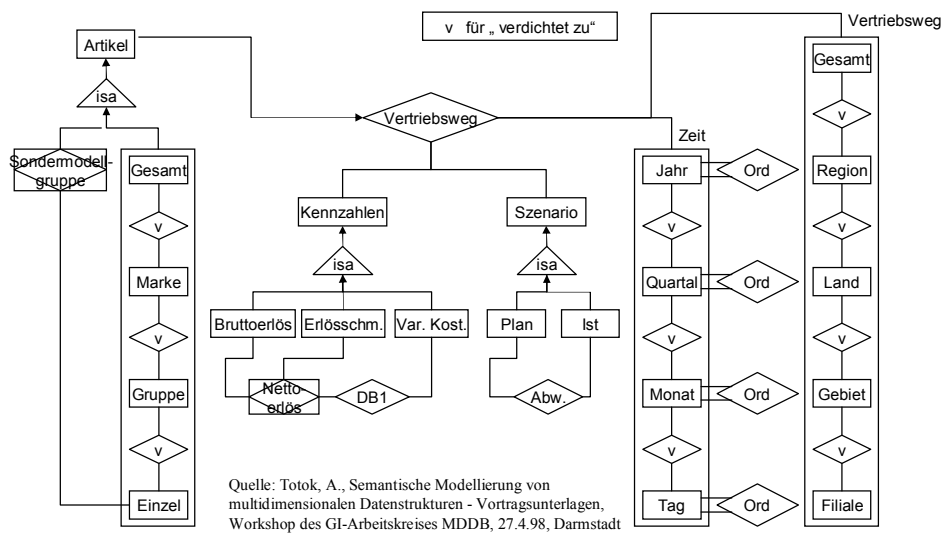 v für „ verdichtet zu“
Vertriebsweg
Artikel
Gesamt
isa
v
Vertriebsweg
Zeit
Sondermodell-
gruppe
Gesamt
Jahr
Ord
Region
v
Kennzahlen
Szenario
v
v
isa
isa
Marke
Quartal
Ord
Land
Bruttoerlös
Erlösschm.
Var. Kost.
Plan
Ist
v
v
v
Gruppe
Netto-
erlös
DB1
Abw.
Monat
Ord
Gebiet
v
v
v
Einzel
Tag
Ord
Filiale
Quelle: Totok, A., Semantische Modellierung von
multidimensionalen Datenstrukturen - Vortragsunterlagen,
Workshop des GI-Arbeitskreises MDDB, 27.4.98, Darmstadt